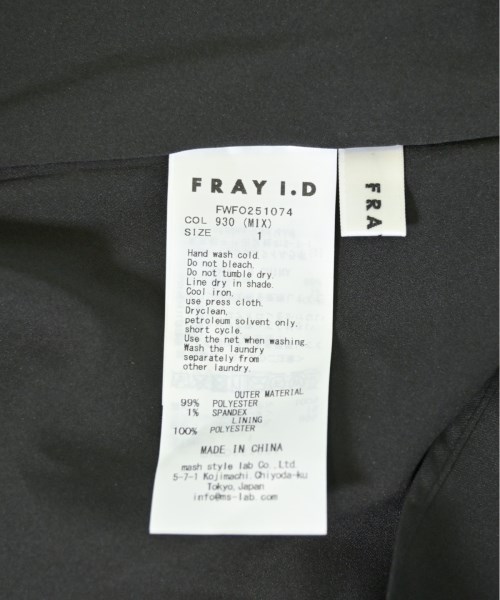 FRAY I.D
FWFO251074
COL 930 (MIX)
SIZE 1
Hand wash cold.
Do not bleach.
Do not tumble dry.
Line dry in shade.
Cool iron.
use press cloth.
Dryclean.
petroleum solvent only.
short cycle.
Use the net when washing.
Wash the laundry
separately from
other laundry.
OUTER MATERIAL
99% POLYESTER
1% SPANDEX
LINING
100% POLYESTER
MADE IN CHINA
mash style lab Co., Ltd.
5-7-1 Kojimachi, Chiyoda-ku
Tokyo, Japan
info@ms-lab.com
FRA